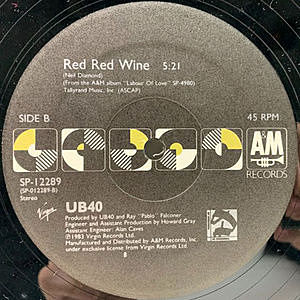 Red Red Wine 5:21
(Neil Diamond)
(From the A&M album "Labour Of Love" SP-4980)
Tallyrand Music, Inc (ASCAP)
SIDE B
45 RPM
A&M
RECORDS
SP-12289
(SP-012289-B)
Stereo
Virgin
UB40
Produced by UB40 and Ray "Pablo" Falconer
Engineer and Assistant Production by Howard Gray
Assistant Engineer: Alan Caves
℗1983 Virgin Records Ltd.
Manufactured and Distributed by A&M Records, Inc.
under license from Virgin Records Ltd.